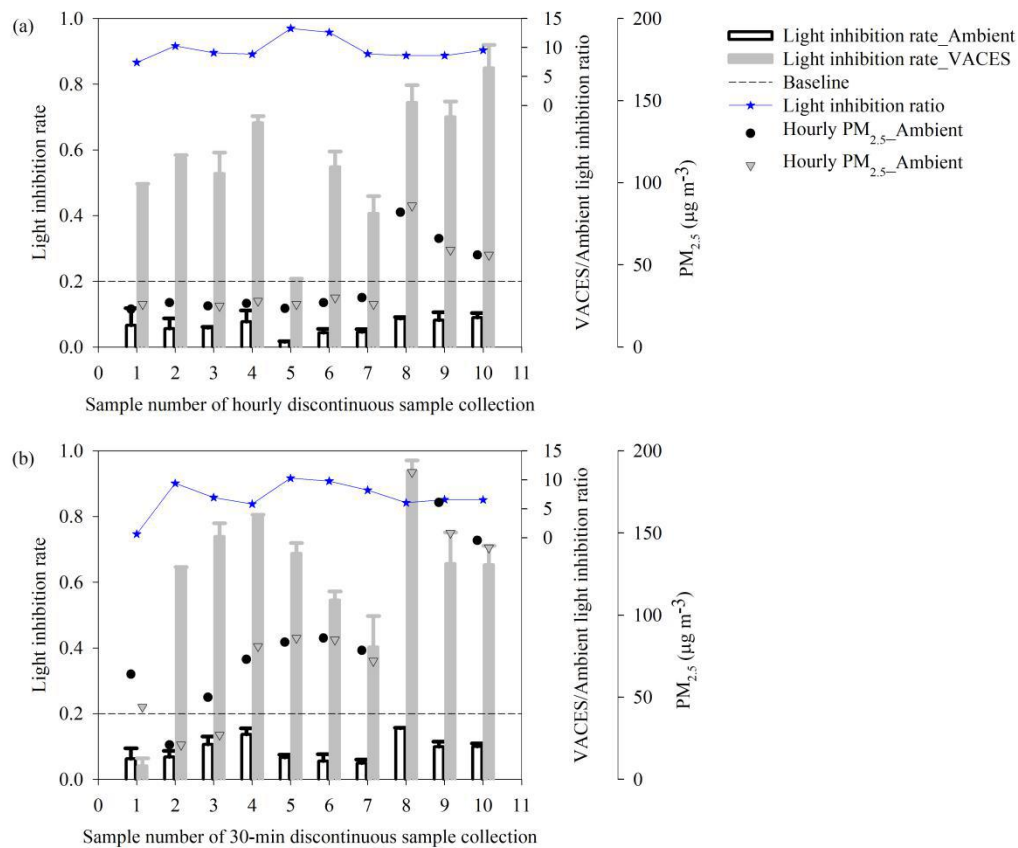 (a)
1.0
0.8
0.6
0.4
0.2
0.0
Light inhibition rate
0 1 2 3 4 5 6 7 8 9 10 11
Sample number of hourly discontinuous sample collection
15
10
5
0
VACES/Ambient light inhibition ratio
200
150
100
50
0
PM2.5 (μg m-3)
Light inhibition rate_Ambient
Light inhibition rate_VACES
Baseline
Light inhibition ratio
Hourly PM2.5_Ambient
Hourly PM2.5_Ambient
(b)
1.0
0.8
0.6
0.4
0.2
0.0
Light inhibition rate
0 1 2 3 4 5 6 7 8 9 10 11
Sample number of 30-min discontinuous sample collection
15
10
5
0
VACES/Ambient light inhibition ratio
200
150
100
50
0
PM2.5 (μg m-3)